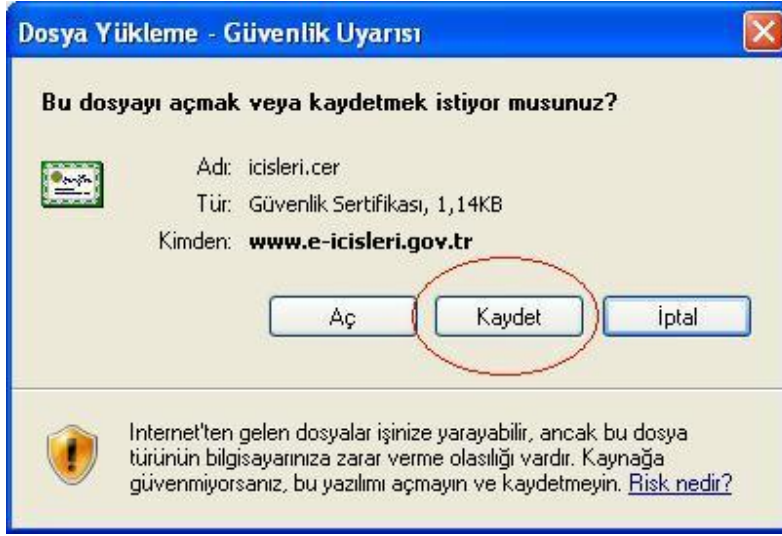 Dosya Yükleme - Güvenlik Uyarısı
Bu dosyayı açmak veya kaydetmek istiyor musunuz?
Adı: icisleri.cer
Tür: Güvenlik Sertifikası, 1,14KB
Kimden: www.e-icisleri.gov.tr
Aç Kaydet İptal
Internet'ten gelen dosyalar işinize yarayabilir, ancak bu dosya
türünün bilgisayarınıza zarar verme olasılığı vardır. Kaynağa
güvenmiyorsanız, bu yazılımı açmayın ve kaydetmeyin. Risk nedir?